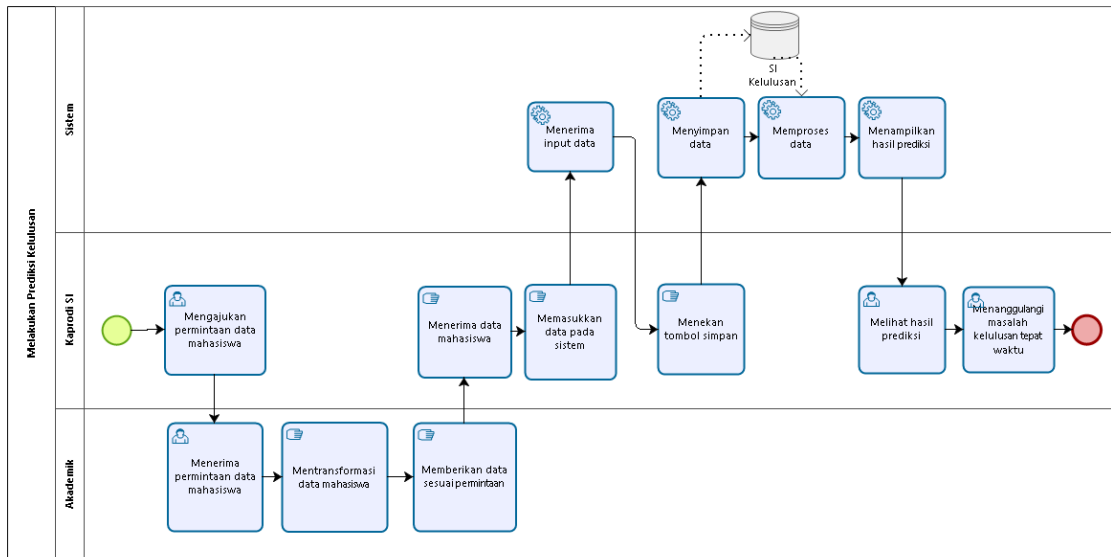 Melakukan Prediksi Kelulusan
Sistem
Menerima
input data
Menyimpan
data
SI
Kelulusan
Memproses
data
Menampilkan
hasil prediksi
Kaprodi SI
Mengajukan
permintaan data
mahasiswa
Menerima data
mahasiswa
Memasukkan
data pada
sistem
Menekan
tombol simpan
Melihat hasil
prediksi
Menanggulangi
masalah
kelulusan tepat
waktu
Akademik
Menerima
permintaan data
mahasiswa
Mentransformasi
data mahasiswa
Memberikan data
sesuai permintaan